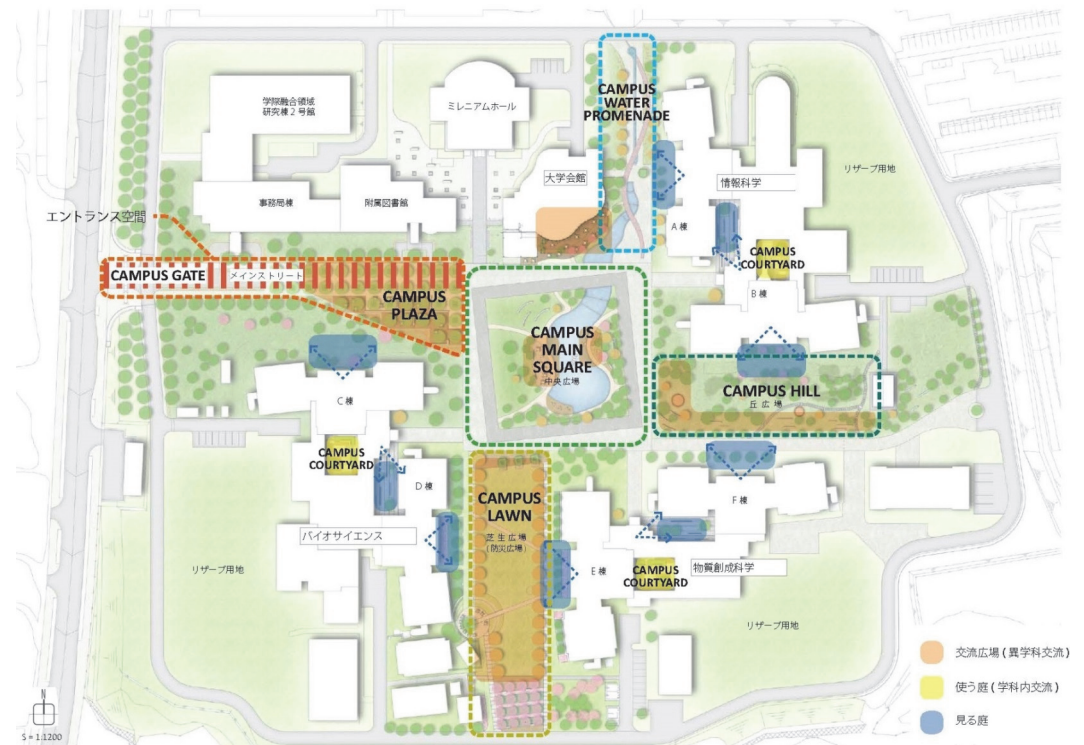 学際融合領域
研究棟2号館
ミレニアムホール
CAMPUS
WATER
PROMENADE
大学会館
情報科学
リザーブ用地
エントランス空間
事務局棟
附属図書館
A棟
CAMPUS GATE
メインストリート
CAMPUS
PLAZA
CAMPUS
COURTYARD
B棟
CAMPUS
MAIN
SQUARE
中央広場
CAMPUS HILL
丘広場
C棟
CAMPUS
COURTYARD
D棟
バイオサイエンス
CAMPUS
LAWN
芝生広場
(防災広場)
F棟
E棟
CAMPUS
COURTYARD
物質創成科学
リザーブ用地
リザーブ用地
交流広場(異学科交流)
使う庭(学科内交流)
見る庭
N
S = 1:1200